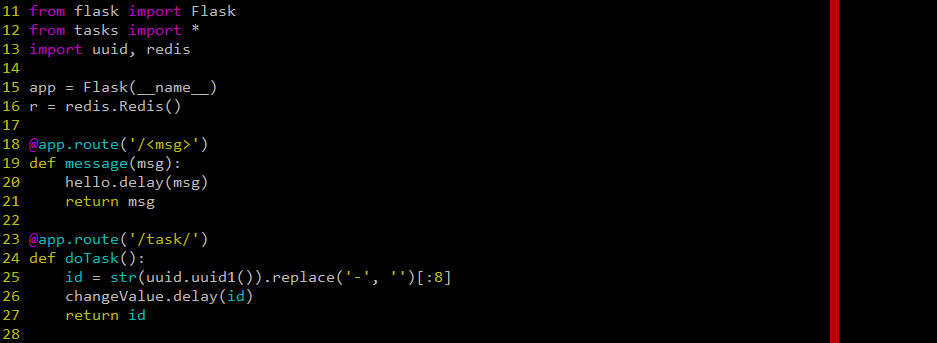 11 from flask import Flask
12 from tasks import *
13 import uuid, redis
14
15 app = Flask(__name__)
16 r = redis.Redis()
17
18 @app.route('/<msg>')
19 def message(msg):
20     hello.delay(msg)
21     return msg
22
23 @app.route('/task/')
24 def doTask():
25     id = str(uuid.uuid1()).replace('-', '')[:8]
26     changeValue.delay(id)
27     return id
28